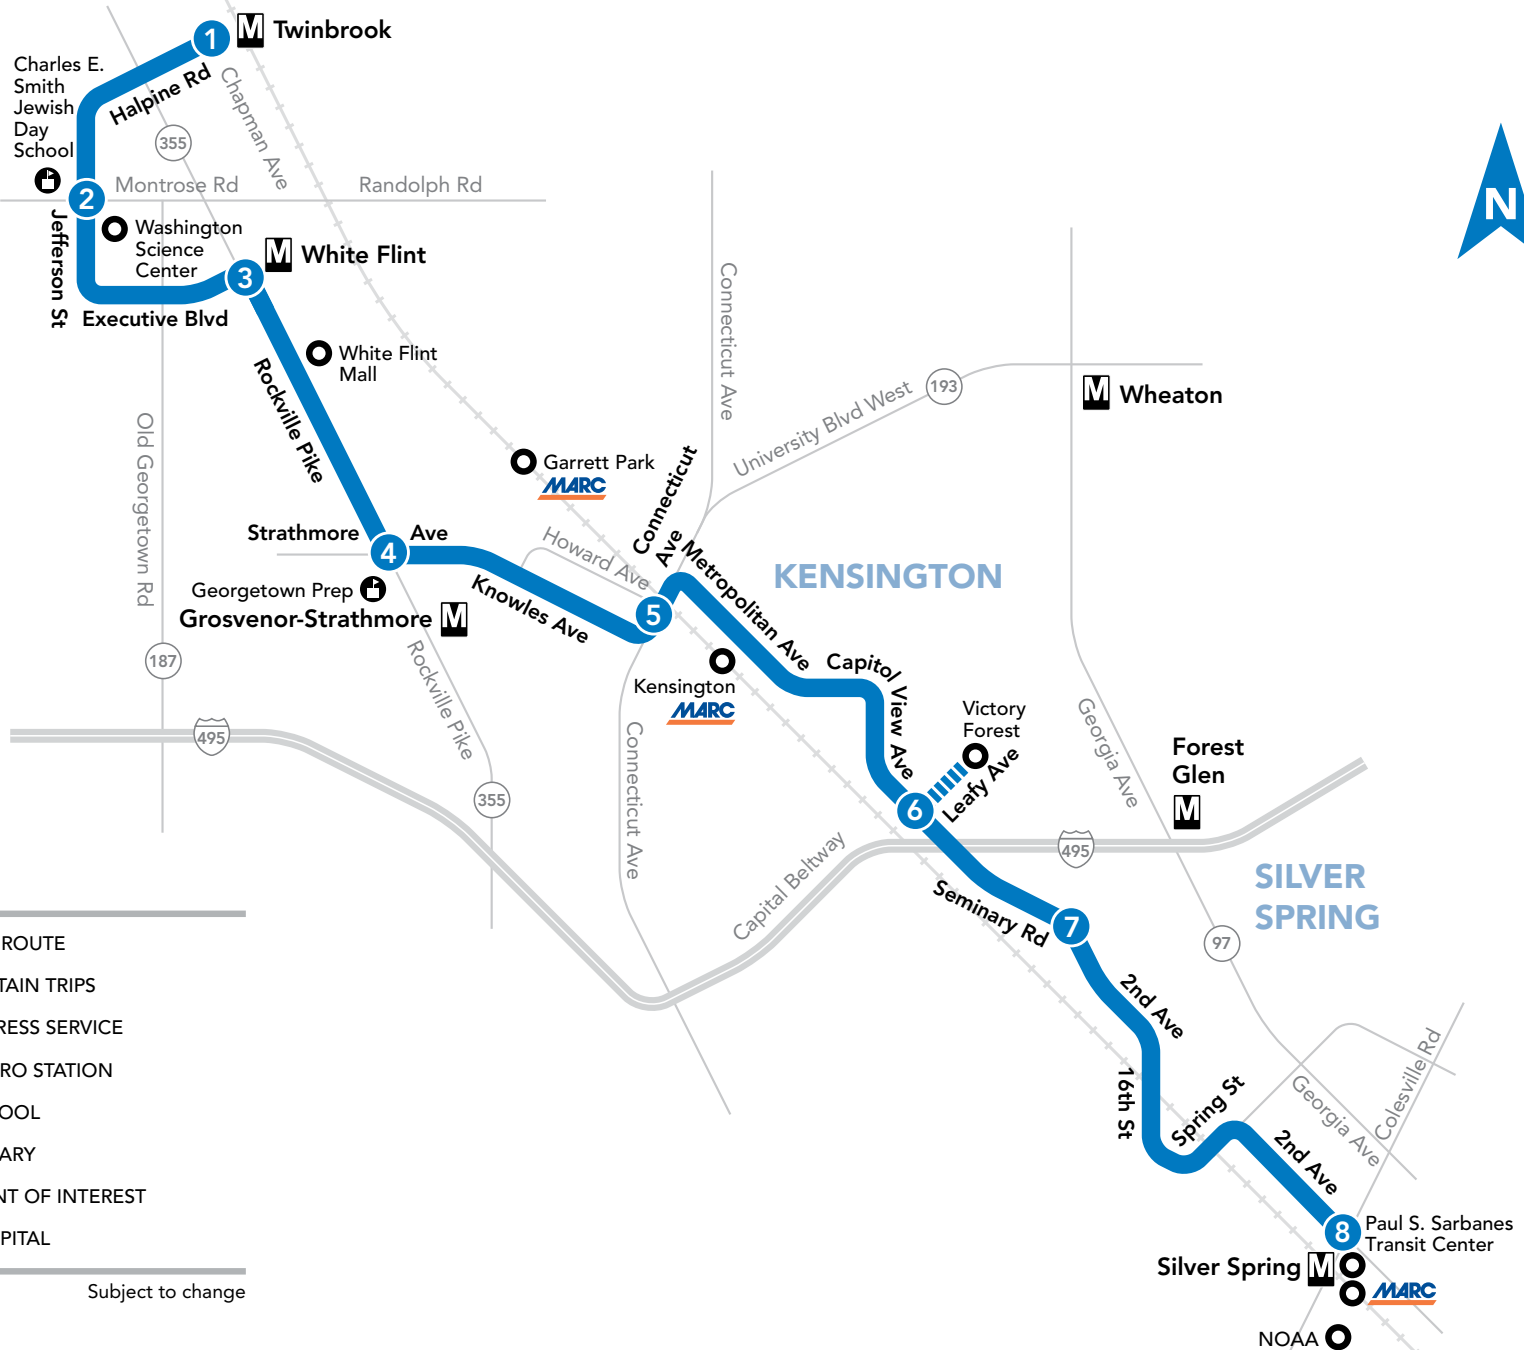 1
M
Twinbrook
Charles E.
Smith
Jewish
Day
School
Halpine Rd
Chapman Ave
355
2
Montrose Rd
Randolph Rd
Jefferson St
Washington
Science
Center
3
M
White Flint
Executive Blvd
N
White Flint
Mall
Rockville Pike
Old Georgetown Rd
Connecticut Ave
University Blvd West
193
M
Wheaton
Garrett Park
MARC
Connecticut
Ave
Howard Ave
Strathmore
Ave
4
Georgetown Prep
Grosvenor-Strathmore
M
Knowles Ave
5
Metropolitan Ave
KENSINGTON
187
Rockville Pike
Kensington
MARC
Capitol View Ave
Victory
Forest
Leafy Ave
6
Georgia Ave
Forest
Glen
M
495
355
Connecticut Ave
Capital Beltway
495
SILVER
SPRING
Seminary Rd
7
97
2nd Ave
16th St
Spring St
2nd Ave
Georgia Ave
Colesville Rd
8
Paul S. Sarbanes
Transit Center
Silver Spring
M
MARC
NOAA
ROUTE
TAIN TRIPS
RESS SERVICE
RO STATION
OOL
ARY
NT OF INTEREST
PITAL
Subject to change